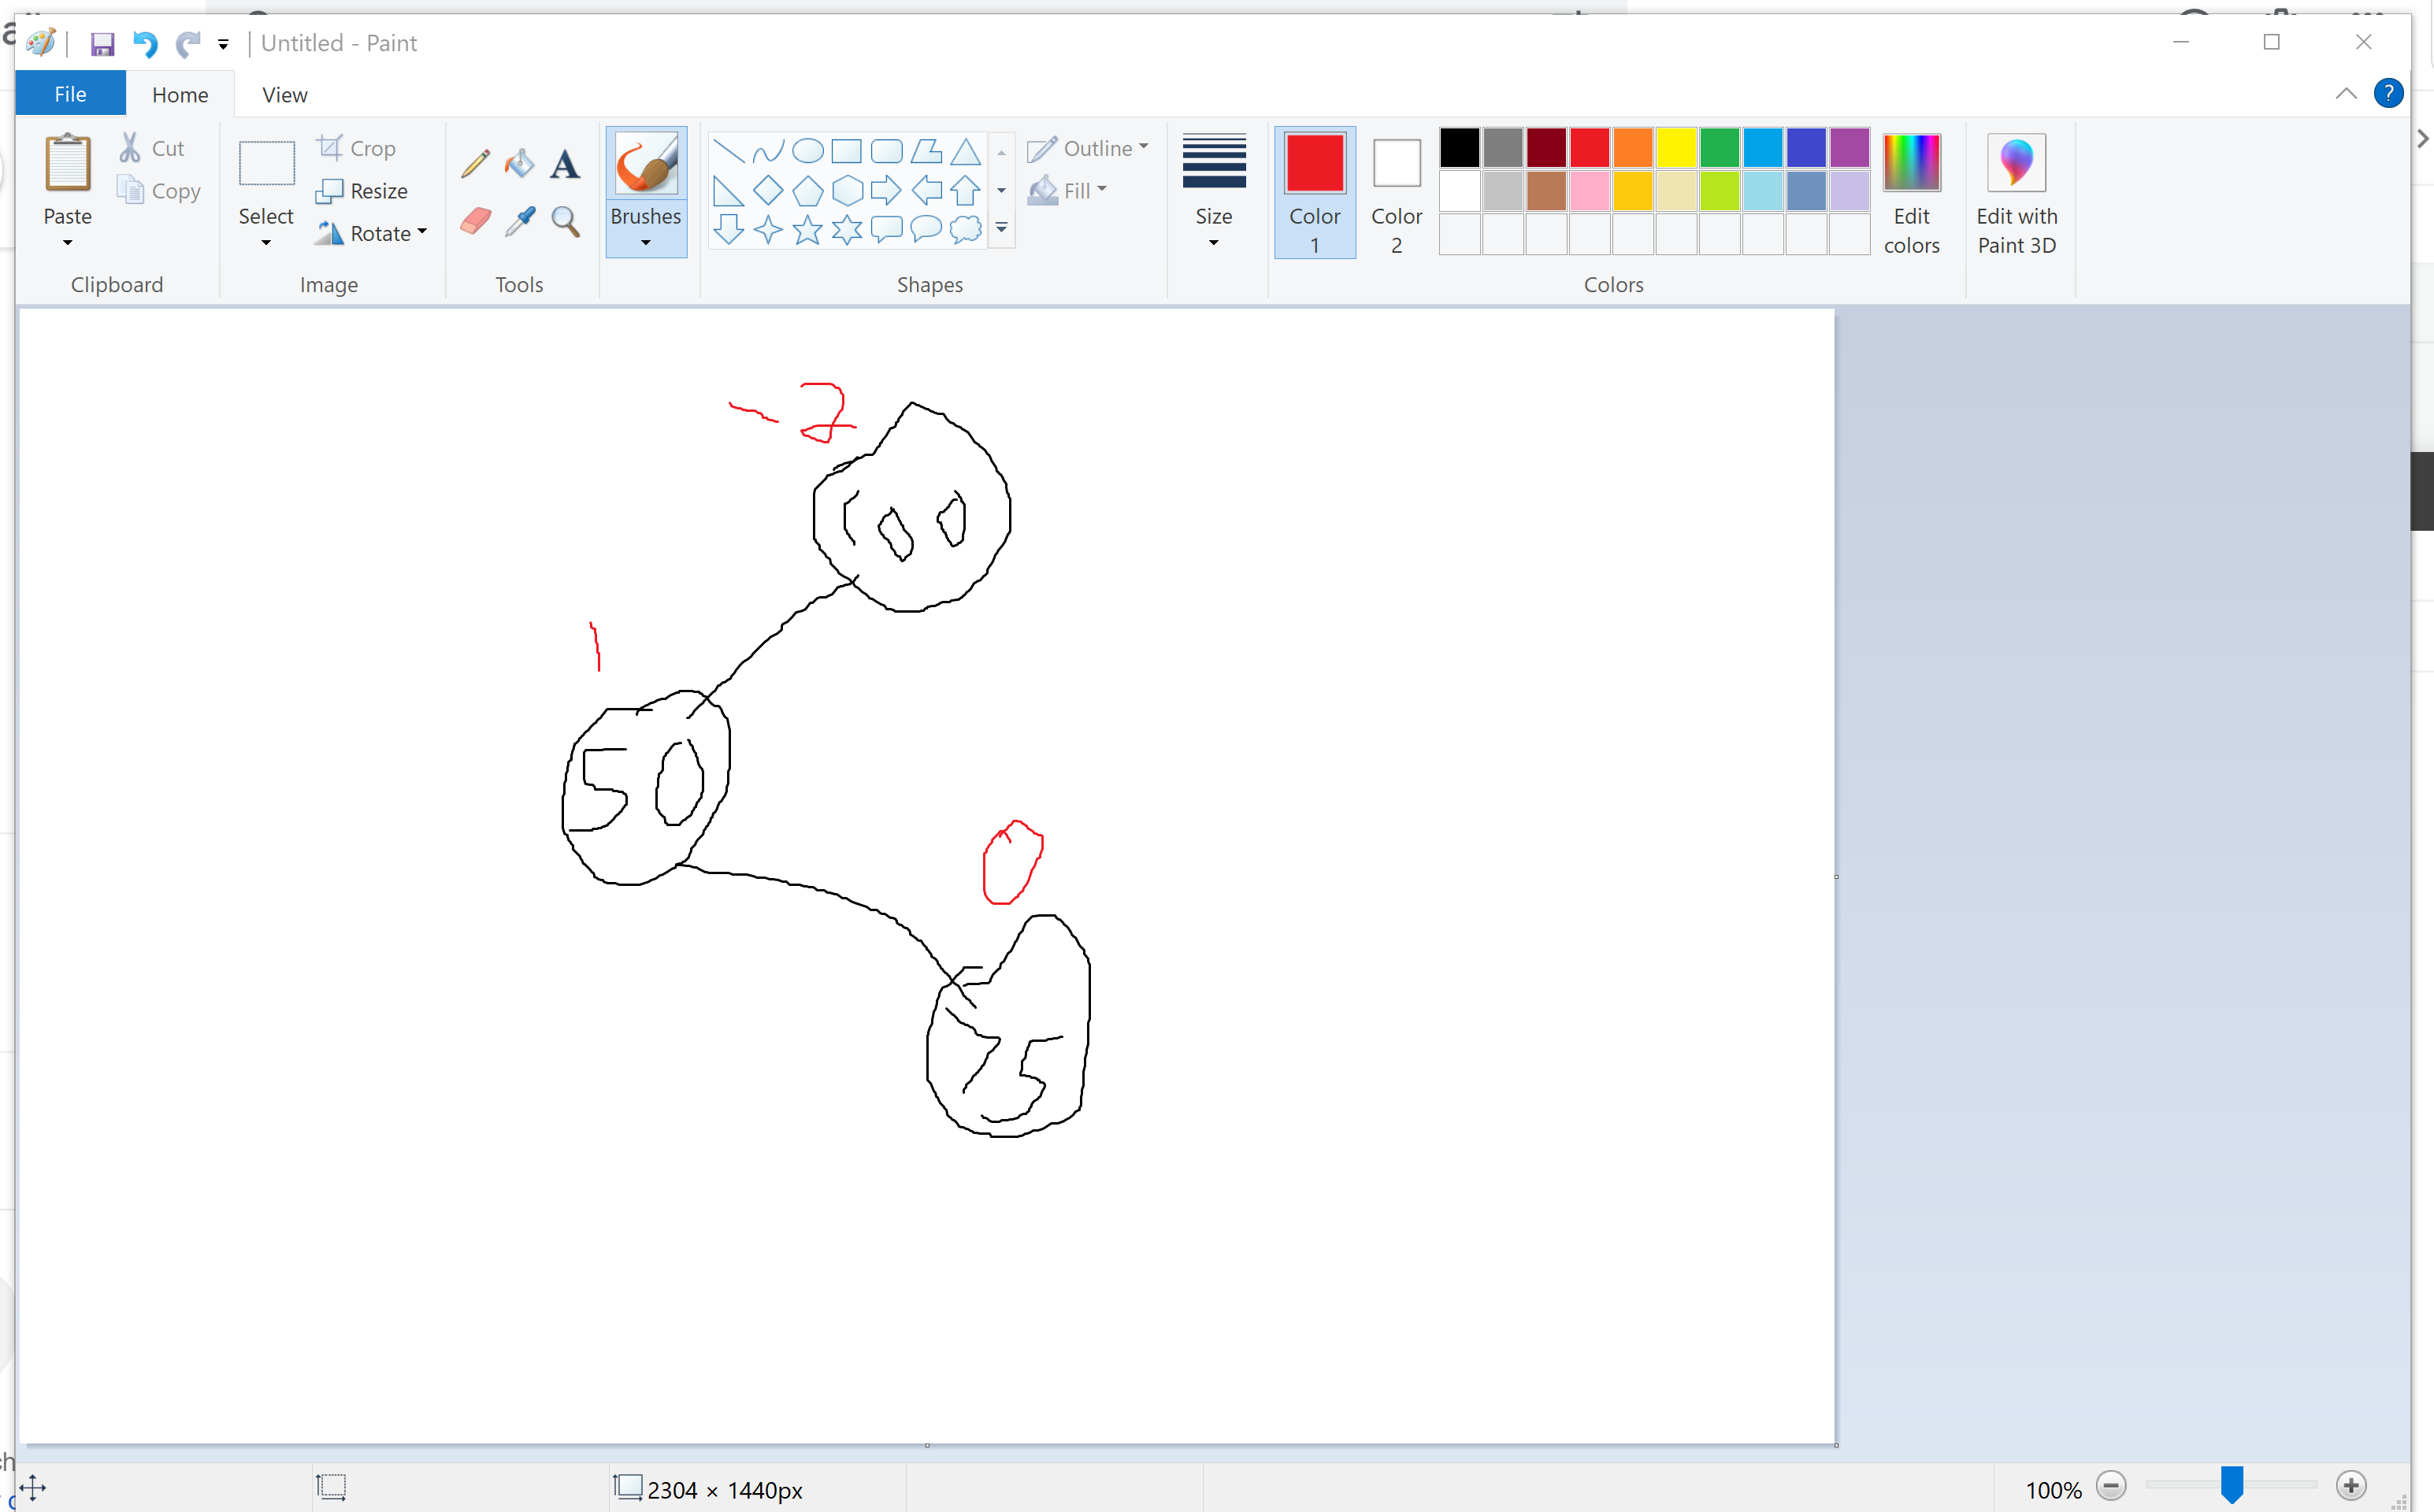 Untitled - Paint
File Home View
Paste Cut Copy Select Crop Resize Rotate Brushes Outline Fill Size Color 1 Color 2 Edit colors Edit with Paint 3D
Clipboard Image Tools Shapes Colors
-2
100
1
50
0
75
2304 × 1440px 100%